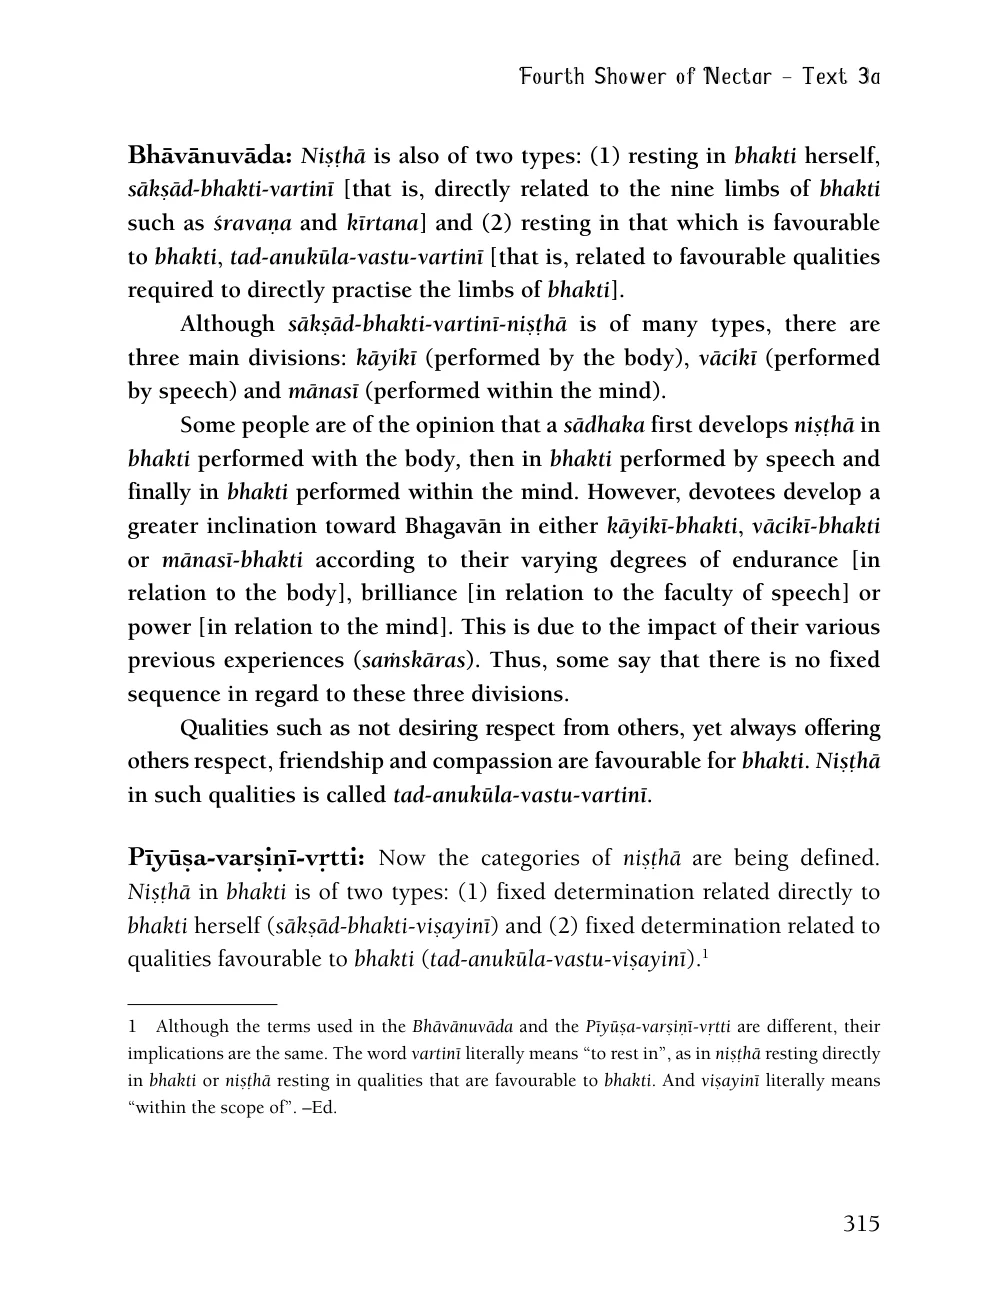 Fourth Shower of Nectar – Text 3a
Bhāvānuvāda: Niṣṭhā is also of two types: (1) resting in bhakti herself,
sākṣād-bhakti-vartinī [that is, directly related to the nine limbs of bhakti
such as śravaṇa and kīrtana] and (2) resting in that which is favourable
to bhakti, tad-anukūla-vastu-vartinī [that is, related to favourable qualities
required to directly practise the limbs of bhakti].
Although sākṣād-bhakti-vartinī-niṣṭhā is of many types, there are
three main divisions: kāyikī (performed by the body), vācikī (performed
by speech) and mānasī (performed within the mind).
Some people are of the opinion that a sādhaka first develops niṣṭhā in
bhakti performed with the body, then in bhakti performed by speech and
finally in bhakti performed within the mind. However, devotees develop a
greater inclination toward Bhagavān in either kāyikī-bhakti, vācikī-bhakti
or mānasī-bhakti according to their varying degrees of endurance [in
relation to the body], brilliance [in relation to the faculty of speech] or
power [in relation to the mind]. This is due to the impact of their various
previous experiences (saṁskāras). Thus, some say that there is no fixed
sequence in regard to these three divisions.
Qualities such as not desiring respect from others, yet always offering
others respect, friendship and compassion are favourable for bhakti. Niṣṭhā
in such qualities is called tad-anukūla-vastu-vartinī.
Pīyūṣa-varṣiṇī-vṛtti: Now the categories of niṣṭhā are being defined.
Niṣṭhā in bhakti is of two types: (1) fixed determination related directly to
bhakti herself (sākṣād-bhakti-viṣayinī) and (2) fixed determination related to
qualities favourable to bhakti (tad-anukūla-vastu-viṣayinī).1
1 Although the terms used in the Bhāvānuvāda and the Pīyūṣa-varṣiṇī-vṛtti are different, their
implications are the same. The word vartinī literally means “to rest in”, as in niṣṭhā resting directly
in bhakti or niṣṭhā resting in qualities that are favourable to bhakti. And viṣayinī literally means
“within the scope of”. –Ed.
315